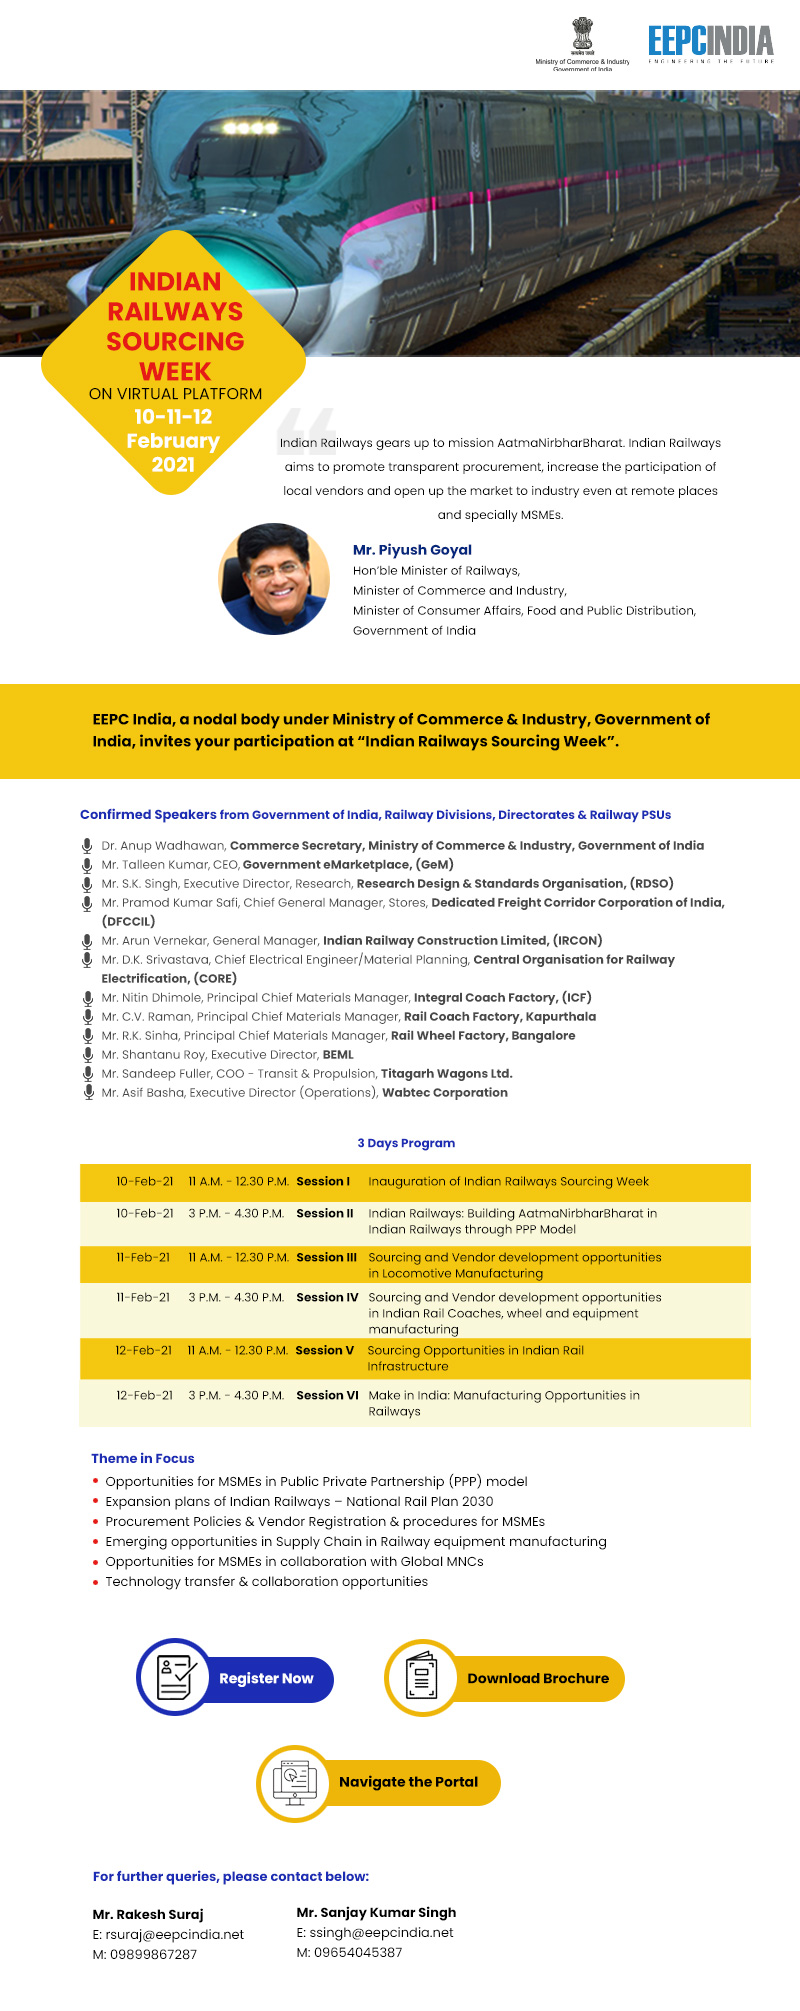 सत्यमेव जयते
Ministry of Commerce & Industry
Government of India
EEPCINDIA
ENGINEERING THE FUTURE
INDIAN
RAILWAYS
SOURCING
WEEK
ON VIRTUAL PLATFORM
10-11-12
February
2021
“
Indian Railways gears up to mission AatmaNirbharBharat. Indian Railways
aims to promote transparent procurement, increase the participation of
local vendors and open up the market to industry even at remote places
and specially MSMEs.
Mr. Piyush Goyal
Hon'ble Minister of Railways,
Minister of Commerce and Industry,
Minister of Consumer Affairs, Food and Public Distribution,
Government of India
EEPC India, a nodal body under Ministry of Commerce & Industry, Government of
India, invites your participation at “Indian Railways Sourcing Week”.
Confirmed Speakers from Government of India, Railway Divisions, Directorates & Railway PSUs
Dr. Anup Wadhawan, Commerce Secretary, Ministry of Commerce & Industry, Government of India
Mr. Talleen Kumar, CEO, Government eMarketplace, (GeM)
Mr. S.K. Singh, Executive Director, Research, Research Design & Standards Organisation, (RDSO)
Mr. Pramod Kumar Safi, Chief General Manager, Stores, Dedicated Freight Corridor Corporation of India,
(DFCCIL)
Mr. Arun Vernekar, General Manager, Indian Railway Construction Limited, (IRCON)
Mr. D.K. Srivastava, Chief Electrical Engineer/Material Planning, Central Organisation for Railway
Electrification, (CORE)
Mr. Nitin Dhimole, Principal Chief Materials Manager, Integral Coach Factory, (ICF)
Mr. C.V. Raman, Principal Chief Materials Manager, Rail Coach Factory, Kapurthala
Mr. R.K. Sinha, Principal Chief Materials Manager, Rail Wheel Factory, Bangalore
Mr. Shantanu Roy, Executive Director, BEML
Mr. Sandeep Fuller, COO - Transit & Propulsion, Titagarh Wagons Ltd.
Mr. Asif Basha, Executive Director (Operations), Wabtec Corporation
3 Days Program
10-Feb-21 11 A.M. - 12.30 P.M. Session I Inauguration of Indian Railways Sourcing Week
10-Feb-21 3 P.M. - 4.30 P.M. Session II Indian Railways: Building AatmaNirbharBharat in
Indian Railways through PPP Model
11-Feb-21 11 A.M. - 12.30 P.M. Session III Sourcing and Vendor development opportunities
in Locomotive Manufacturing
11-Feb-21 3 P.M. - 4.30 P.M. Session IV Sourcing and Vendor development opportunities
in Indian Rail Coaches, wheel and equipment
manufacturing
12-Feb-21 11 A.M. - 12.30 P.M. Session V Sourcing Opportunities in Indian Rail
Infrastructure
12-Feb-21 3 P.M. - 4.30 P.M. Session VI Make in India: Manufacturing Opportunities in
Railways
Theme in Focus
• Opportunities for MSMEs in Public Private Partnership (PPP) model
• Expansion plans of Indian Railways – National Rail Plan 2030
• Procurement Policies & Vendor Registration & procedures for MSMEs
• Emerging opportunities in Supply Chain in Railway equipment manufacturing
• Opportunities for MSMEs in collaboration with Global MNCs
• Technology transfer & collaboration opportunities
Register Now
Download Brochure
Navigate the Portal
For further queries, please contact below:
Mr. Rakesh Suraj
E: rsuraj@eepcindia.net
M: 09899867287
Mr. Sanjay Kumar Singh
E: ssingh@eepcindia.net
M: 09654045387